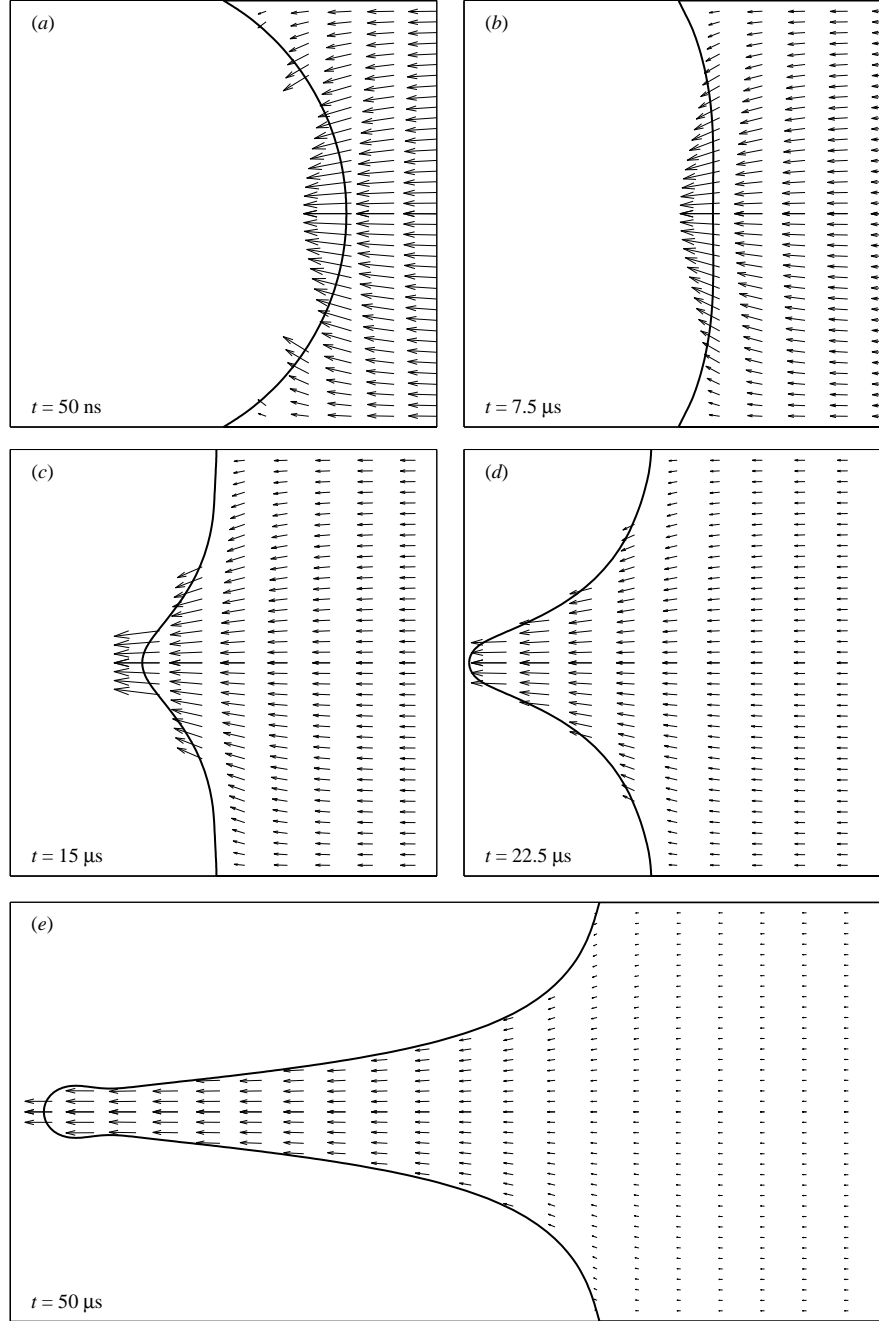 (a)
t = 50 ns
(b)
t = 7.5 μs
(c)
t = 15 μs
(d)
t = 22.5 μs
(e)
t = 50 μs